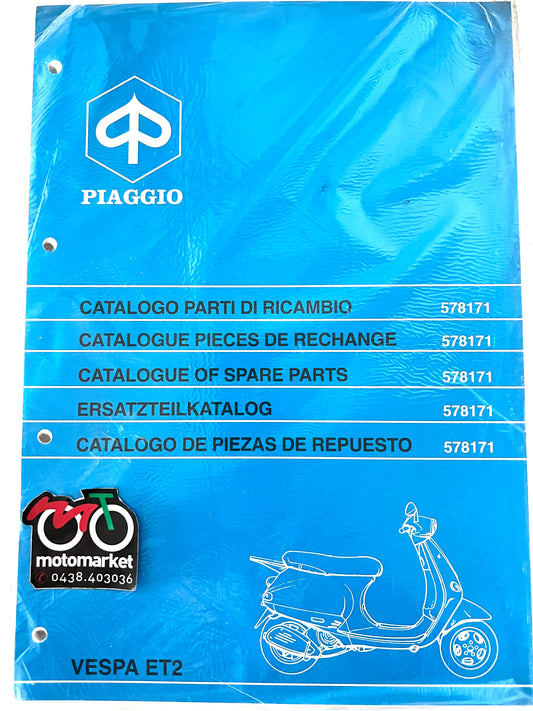 PIAGGIO
CATALOGO PARTI DI RICAMBIO 578171
CATALOGUE PIECES DE RECHANGE 578171
CATALOGUE OF SPARE PARTS 578171
ERSATZTEILKATALOG 578171
CATALOGO DE PIEZAS DE REPUESTO 578171
MT
motomarket
0438.403036
VESPA ET2